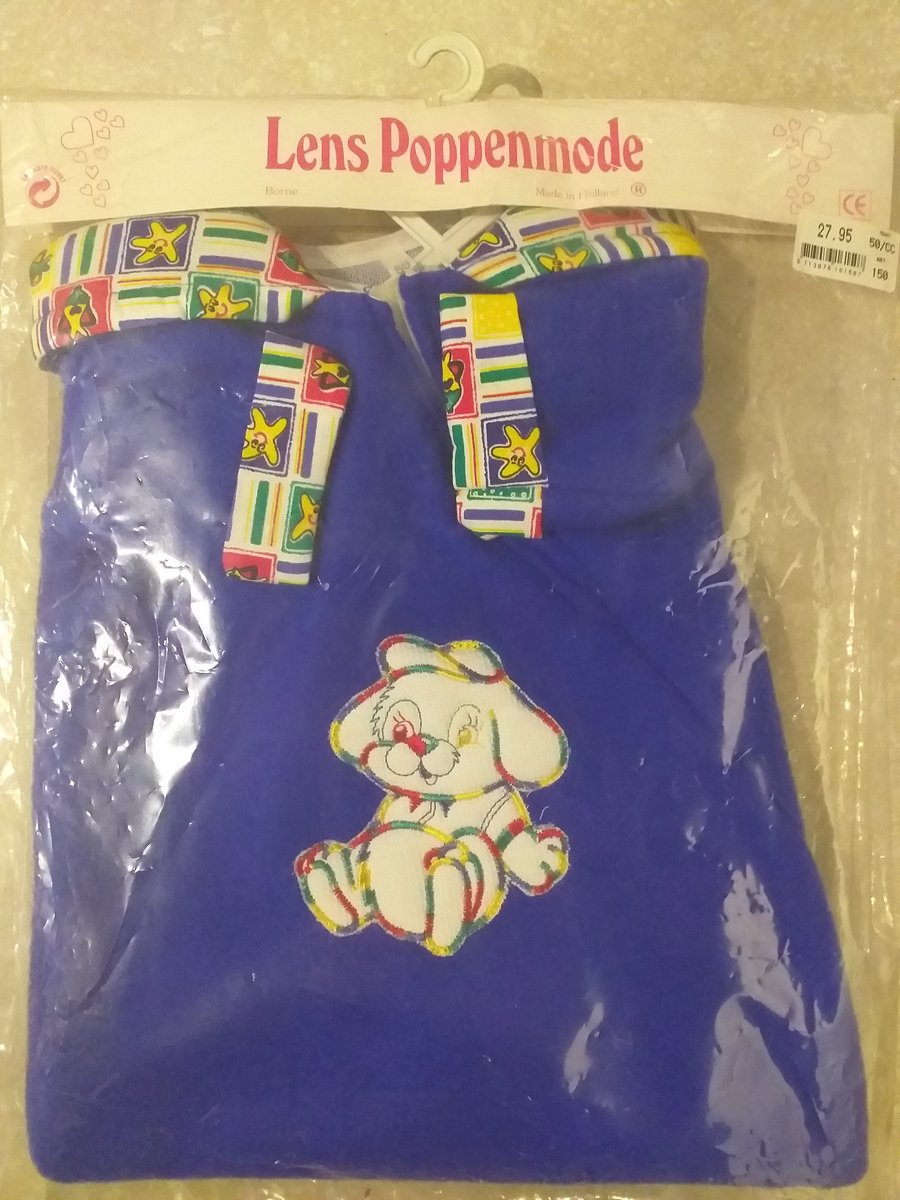 Lens Poppenmode
Borne
Made in Holland ®
CE
27.95
50/CC
150